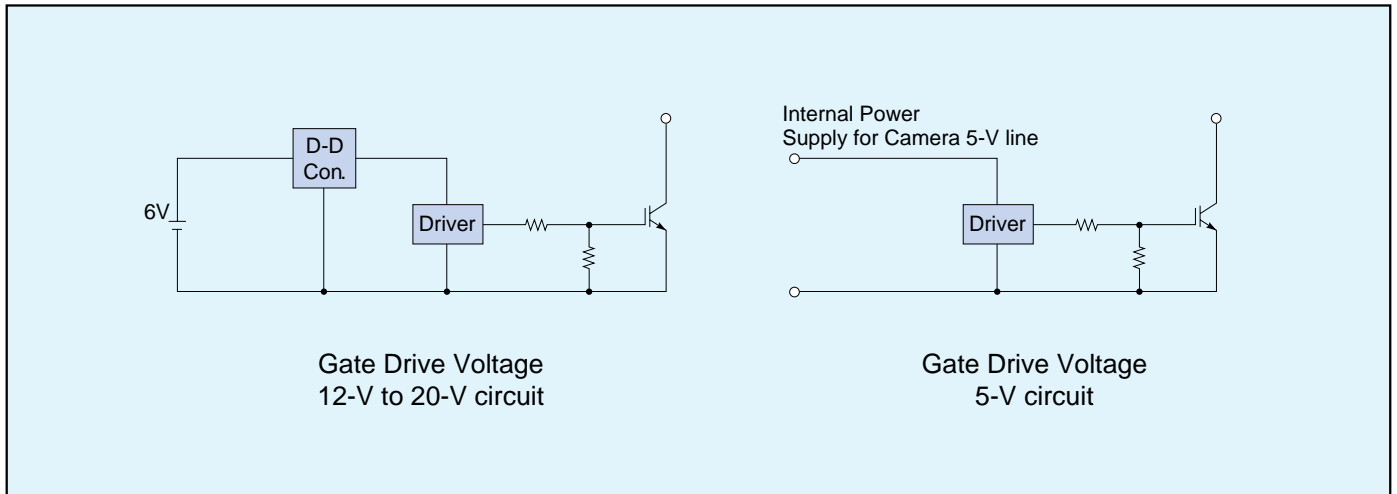 D-D
Con.
6V
Driver
Gate Drive Voltage
12-V to 20-V circuit
Internal Power
Supply for Camera 5-V line
Driver
Gate Drive Voltage
5-V circuit